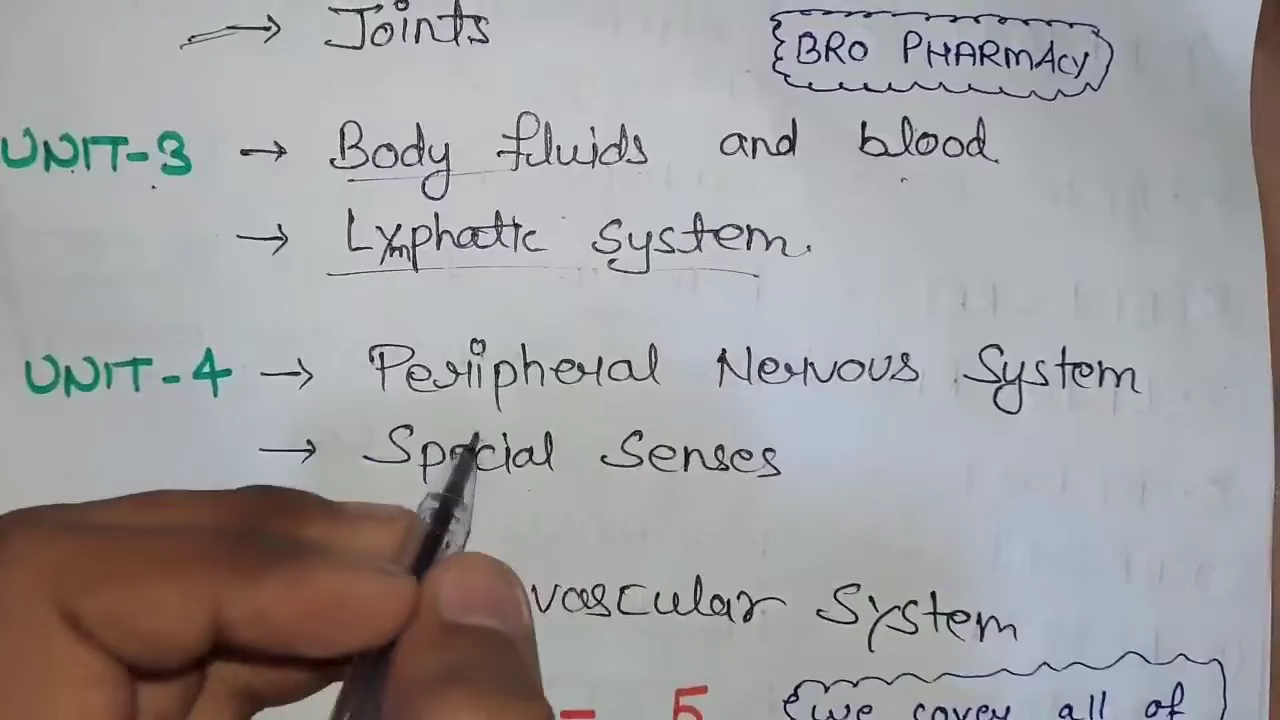 → Joints
BRO PHARMACY
UNIT-3 → Body fluids and blood
→ Lymphatic System.
UNIT-4 → Peripheral Nervous System
→ Special Senses
vascular System
- 5
we cover all of